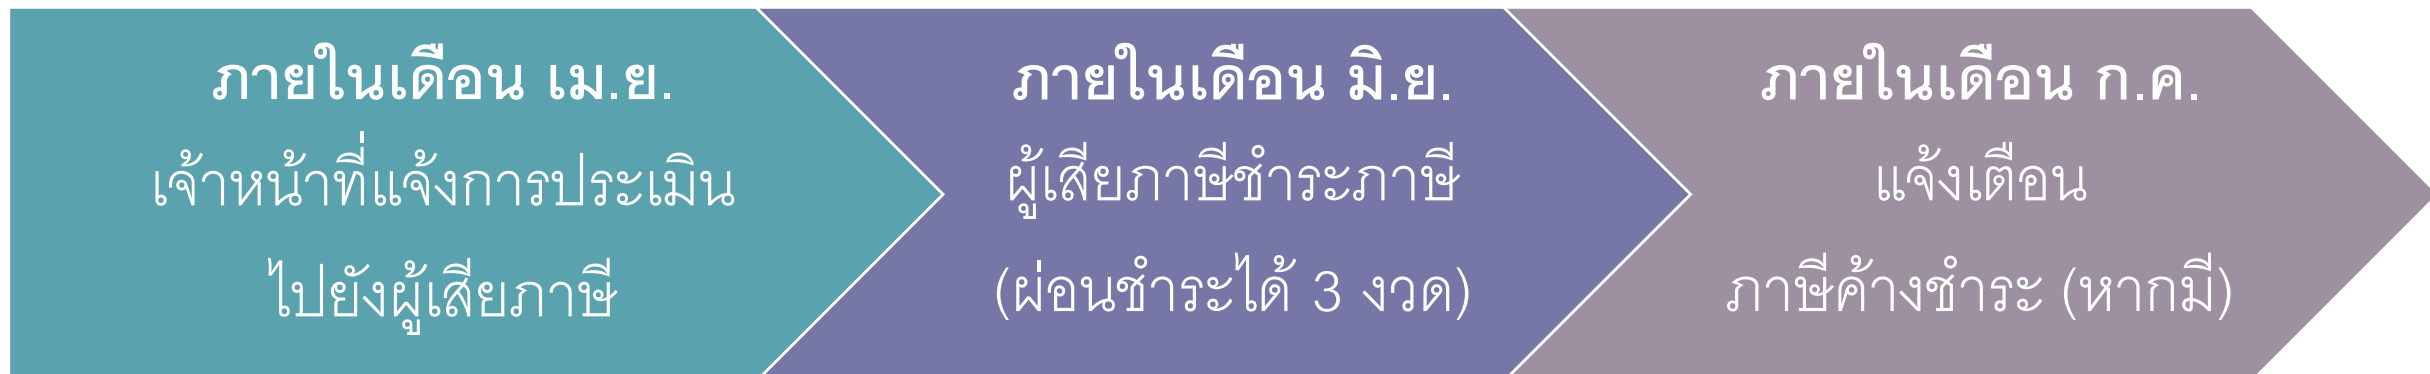 ภายในเดือน เม.ย.
เจ้าหน้าที่แจ้งการประเมิน
ไปยังผู้เสียภาษี
ภายในเดือน มิ.ย.
ผู้เสียภาษีชำระภาษี
(ผ่อนชำระได้ 3 งวด)
ภายในเดือน ก.ค.
แจ้งเตือน
ภาษีค้างชำระ (หากมี)